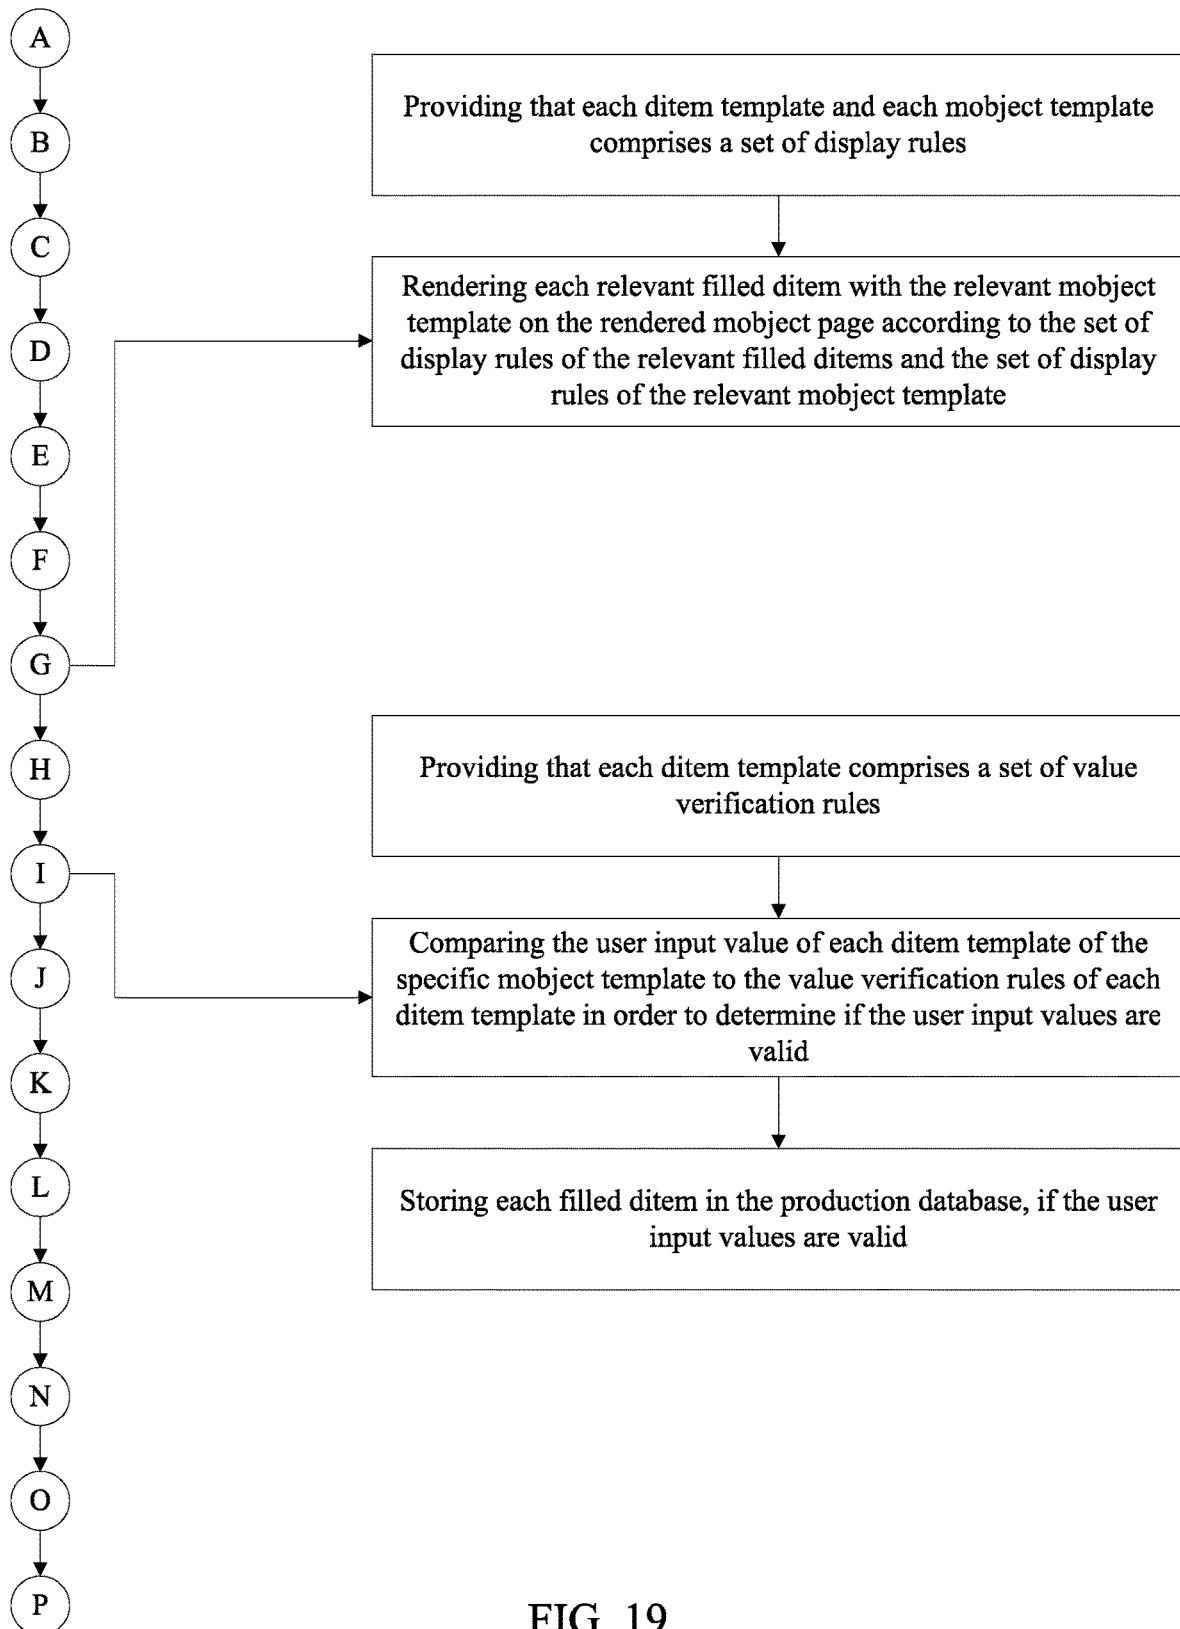 A
B
C
D
E
F
G
H
I
J
K
L
M
N
O
P
Providing that each ditem template and each mobject template
comprises a set of display rules
Rendering each relevant filled ditem with the relevant mobject
template on the rendered mobject page according to the set of
display rules of the relevant filled ditems and the set of display
rules of the relevant mobject template
Providing that each ditem template comprises a set of value
verification rules
Comparing the user input value of each ditem template of the
specific mobject template to the value verification rules of each
ditem template in order to determine if the user input values are
valid
Storing each filled ditem in the production database, if the user
input values are valid
FIG. 19